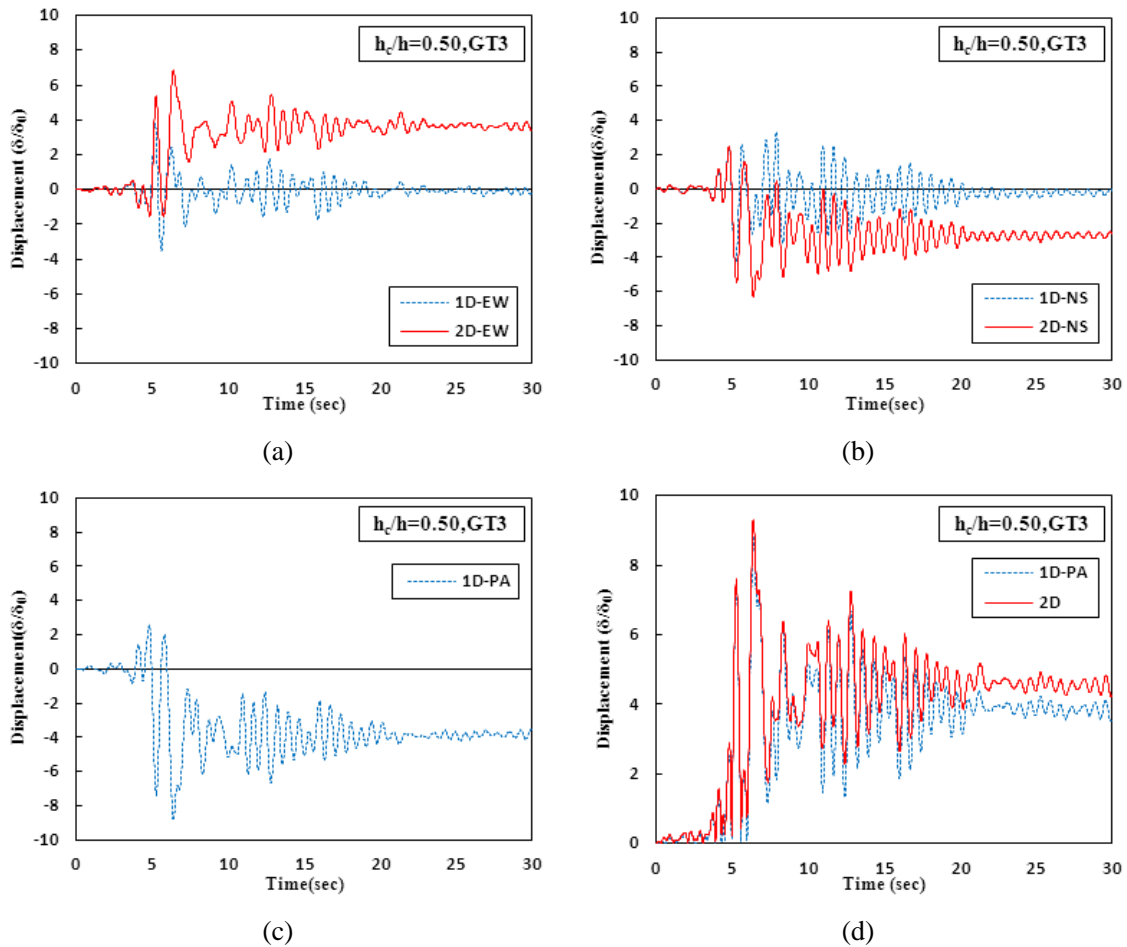 10
8
6
4
2
0
-2
-4
-6
-8
-10
Displacement (δ/δ₀)
h_c/h=0.50,GT3
1D-EW
2D-EW
0 5 10 15 20 25 30
Time (sec)
(a)
10
8
6
4
2
0
-2
-4
-6
-8
-10
Displacement(δ/δ₀)
h_c/h=0.50,GT3
1D-NS
2D-NS
0 5 10 15 20 25 30
Time(sec)
(b)
10
8
6
4
2
0
-2
-4
-6
-8
-10
Displacement(δ/δ₀)
h_c/h=0.50,GT3
1D-PA
0 5 10 15 20 25 30
Time(sec)
(c)
10
8
6
4
2
0
Displacement (δ/δ₀)
h_c/h=0.50,GT3
1D-PA
2D
0 5 10 15 20 25 30
Time (sec)
(d)